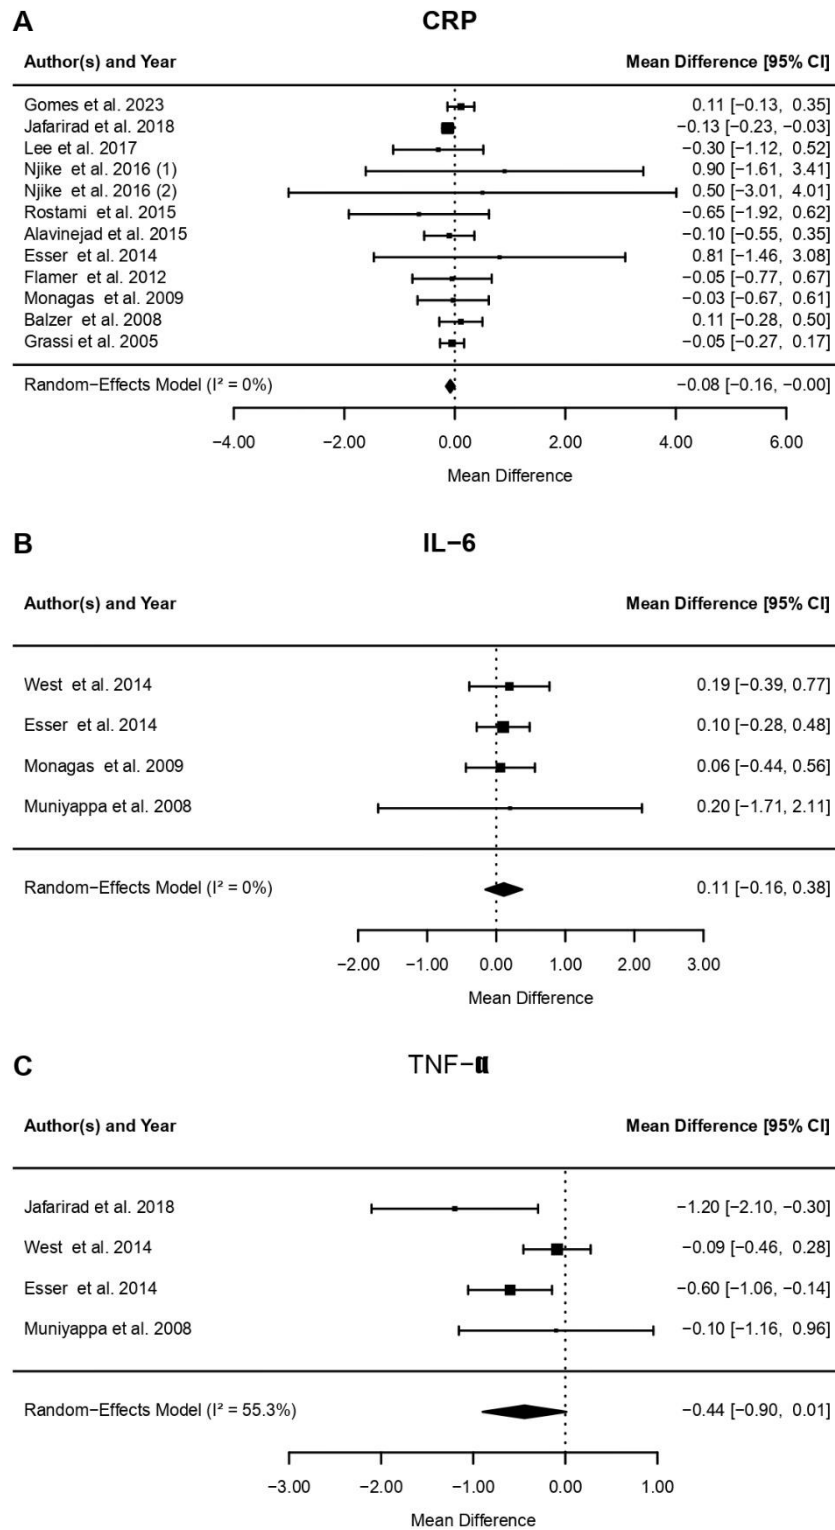 A CRP
Author(s) and Year Mean Difference [95% CI]
Gomes et al. 2023 0.11 [−0.13, 0.35]
Jafarirad et al. 2018 −0.13 [−0.23, −0.03]
Lee et al. 2017 −0.30 [−1.12, 0.52]
Njike et al. 2016 (1) 0.90 [−1.61, 3.41]
Njike et al. 2016 (2) 0.50 [−3.01, 4.01]
Rostami et al. 2015 −0.65 [−1.92, 0.62]
Alavinejad et al. 2015 −0.10 [−0.55, 0.35]
Esser et al. 2014 0.81 [−1.46, 3.08]
Flamer et al. 2012 −0.05 [−0.77, 0.67]
Monagas et al. 2009 −0.03 [−0.67, 0.61]
Balzer et al. 2008 0.11 [−0.28, 0.50]
Grassi et al. 2005 −0.05 [−0.27, 0.17]
Random−Effects Model (I² = 0%) −0.08 [−0.16, −0.00]
−4.00 −2.00 0.00 2.00 4.00 6.00
Mean Difference
B IL−6
Author(s) and Year Mean Difference [95% CI]
West et al. 2014 0.19 [−0.39, 0.77]
Esser et al. 2014 0.10 [−0.28, 0.48]
Monagas et al. 2009 0.06 [−0.44, 0.56]
Muniyappa et al. 2008 0.20 [−1.71, 2.11]
Random−Effects Model (I² = 0%) 0.11 [−0.16, 0.38]
−2.00 −1.00 0.00 1.00 2.00 3.00
Mean Difference
C TNF−α
Author(s) and Year Mean Difference [95% CI]
Jafarirad et al. 2018 −1.20 [−2.10, −0.30]
West et al. 2014 −0.09 [−0.46, 0.28]
Esser et al. 2014 −0.60 [−1.06, −0.14]
Muniyappa et al. 2008 −0.10 [−1.16, 0.96]
Random−Effects Model (I² = 55.3%) −0.44 [−0.90, 0.01]
−3.00 −2.00 −1.00 0.00 1.00
Mean Difference